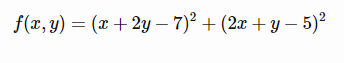 f(x, y) = (x + 2y − 7)² + (2x + y − 5)²